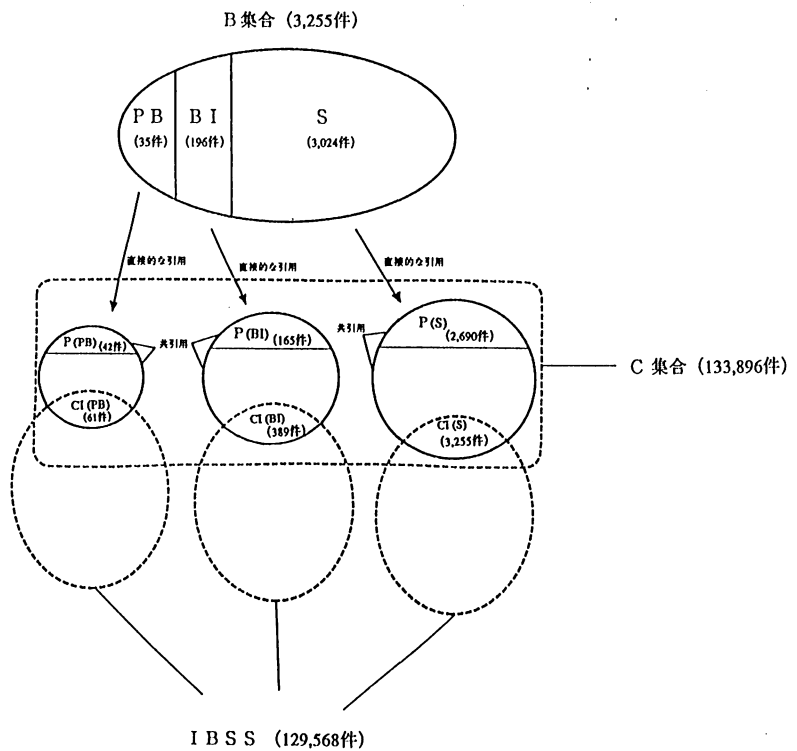 B 集合 (3,255件)
P B B I S
(35件) (196件) (3,024件)
直接的な引用 直接的な引用 直接的な引用
P (PB) (42件) 共引用 P (BI) (165件) 共引用 P (S) (2,690件)
C 集合 (133,896件)
CI (PB) (61件) CI (BI) (389件) CI (S) (3,255件)
I B S S (129,568件)